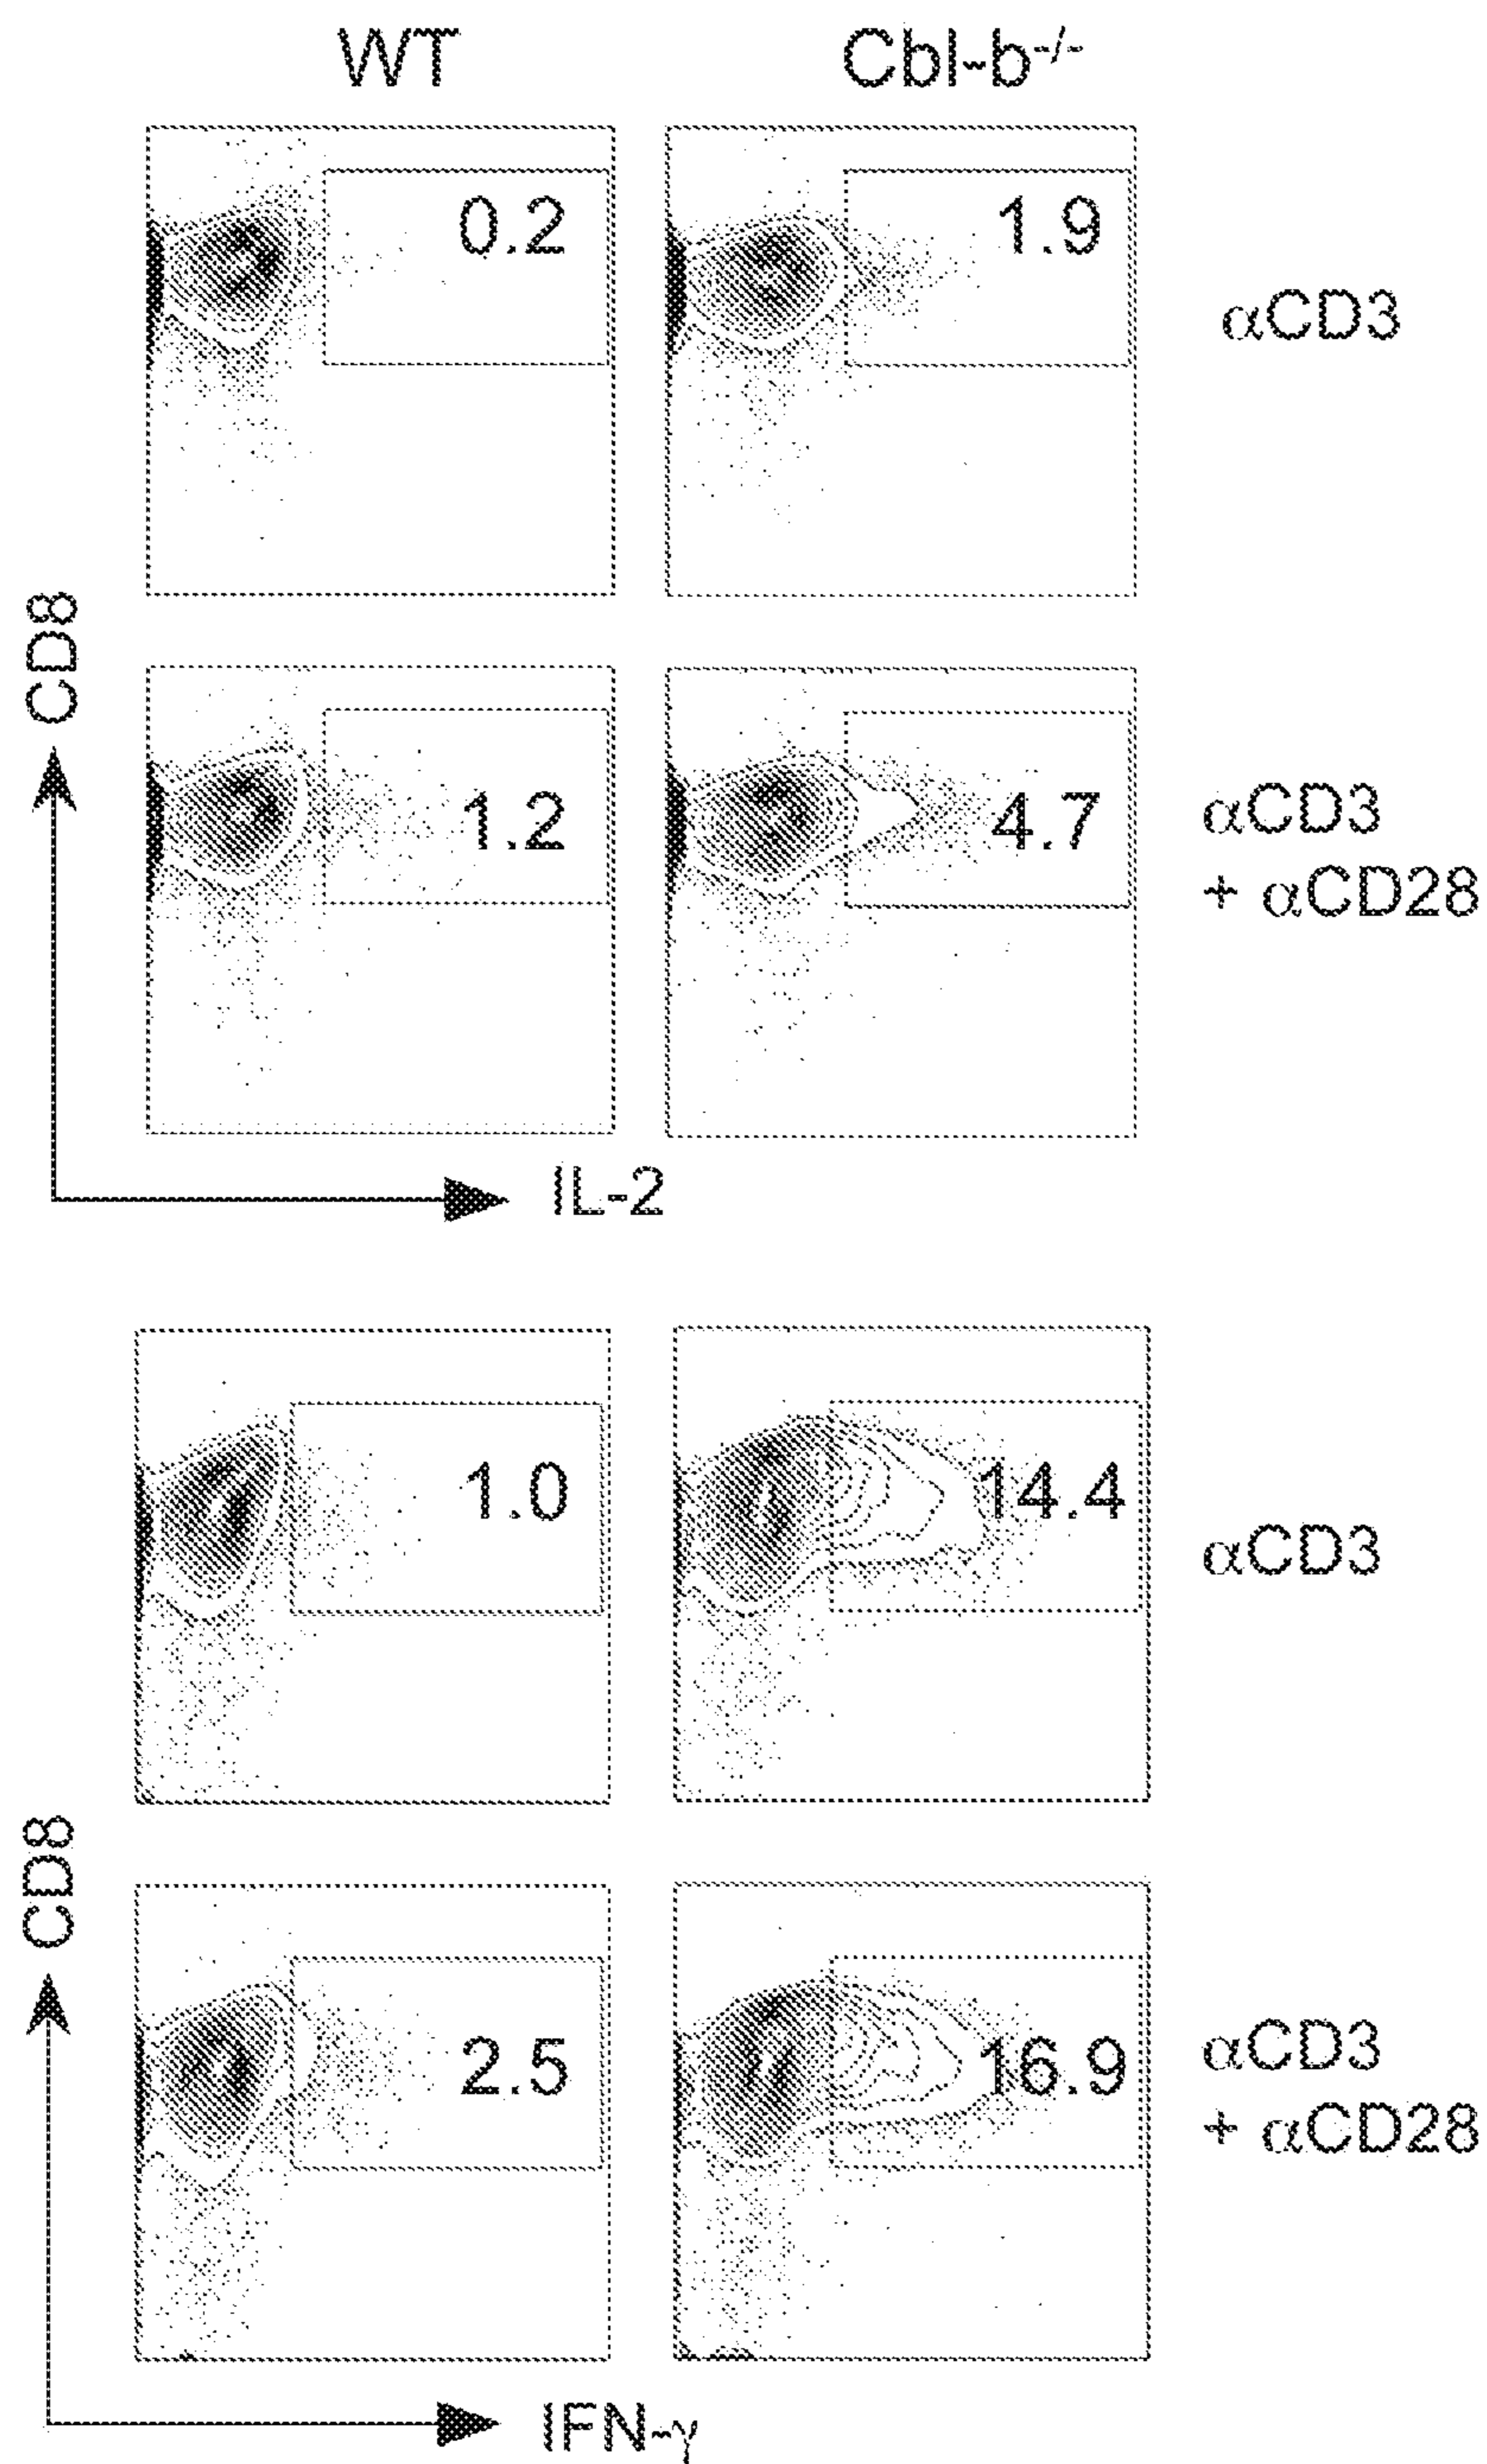 WT Cbl-b-/-
0.2 1.9 αCD3
CD8
1.2 4.7 αCD3
+ αCD28
IL-2
1.0 14.4 αCD3
CD8
2.5 16.9 αCD3
+ αCD28
IFN-γ